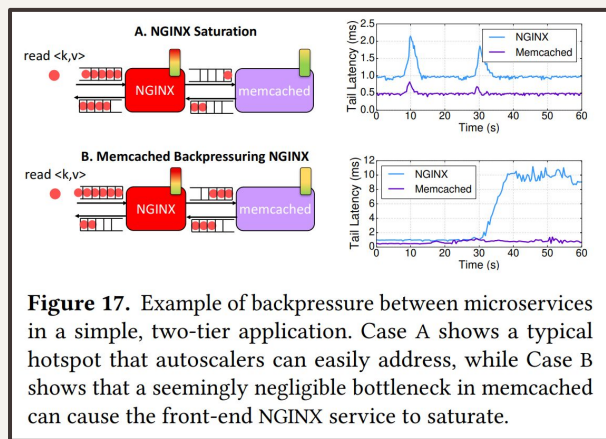 A. NGINX Saturation
read <k,v>
NGINX
memcached
Tail Latency (ms)
2.5
2.0
1.5
1.0
0.5
0.0
NGINX
Memcached
0 10 20 30 40 50 60
Time (s)
B. Memcached Backpressuring NGINX
read <k,v>
NGINX
memcached
Tail Latency (ms)
12
10
8
6
4
2
0
NGINX
Memcached
0 10 20 30 40 50 60
Time (s)
Figure 17. Example of backpressure between microservices
in a simple, two-tier application. Case A shows a typical
hotspot that autoscalers can easily address, while Case B
shows that a seemingly negligible bottleneck in memcached
can cause the front-end NGINX service to saturate.